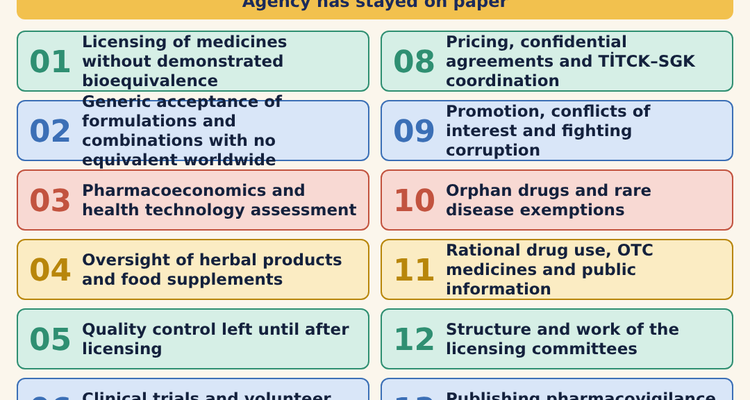 Agency has stayed on paper
01
Licensing of medicines
without demonstrated
bioequivalence
02
Generic acceptance of
formulations and
combinations with no
equivalent worldwide
03
Pharmacoeconomics and
health technology assessment
04
Oversight of herbal products
and food supplements
05
Quality control left until after
licensing
Clinical trials and volunteer
08
Pricing, confidential
agreements and TİTCK–SGK
coordination
09
Promotion, conflicts of
interest and fighting
corruption
10
Orphan drugs and rare
disease exemptions
11
Rational drug use, OTC
medicines and public
information
12
Structure and work of the
licensing committees
Publishing pharmacovigilance